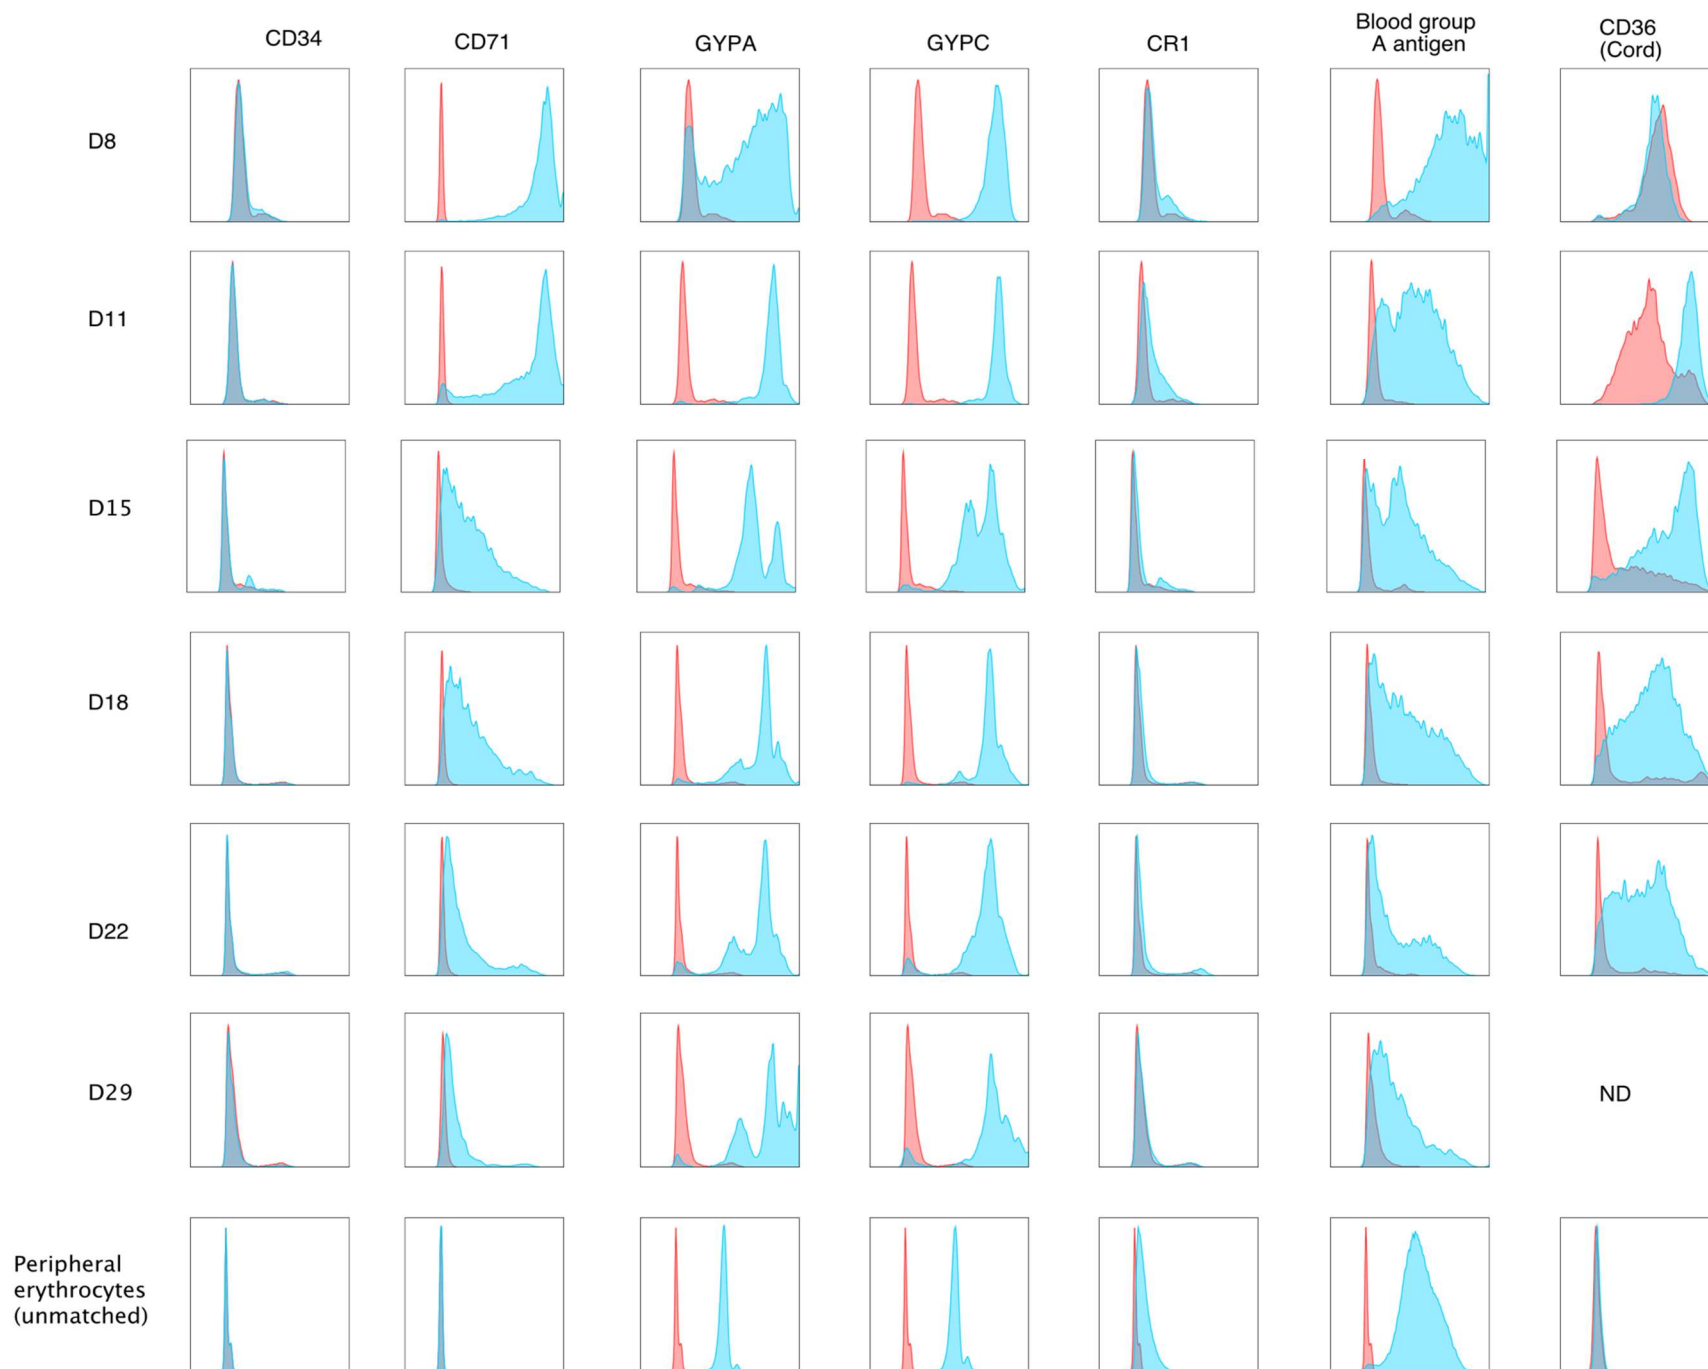 CD34
CD71
GYPA
GYPC
CR1
Blood group
A antigen
CD36
(Cord)
D8
D11
D15
D18
D22
D29
ND
Peripheral
erythrocytes
(unmatched)